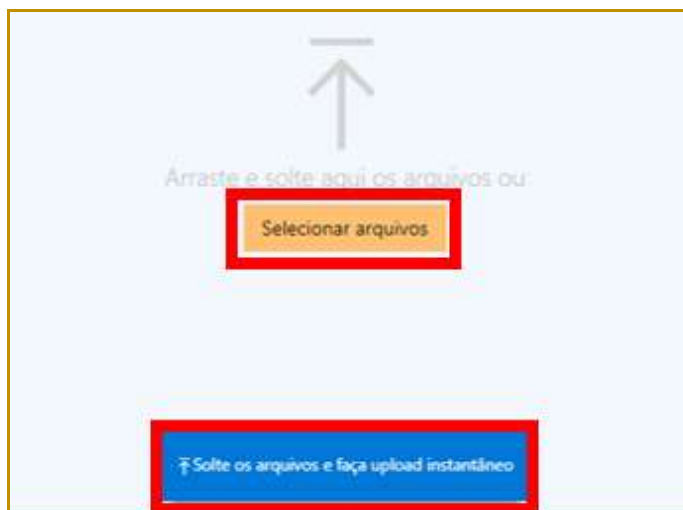 Arraste e solte aqui os arquivos ou
Selecionar arquivos
Solte os arquivos e faça upload instantâneo